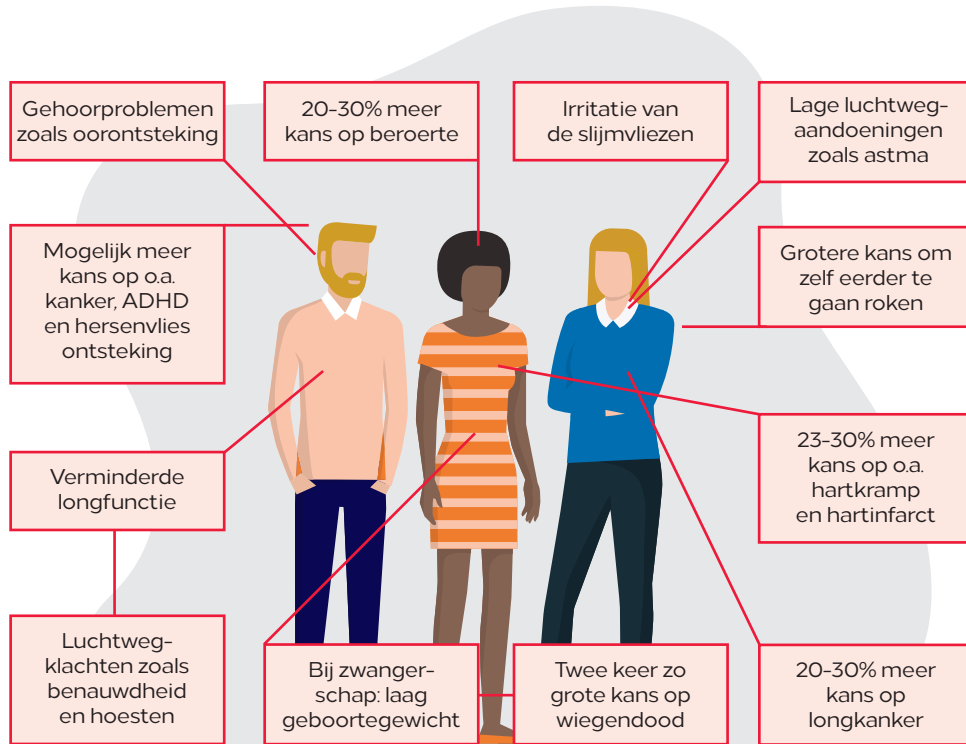 Gehoorproblemen
zoals oorontsteking
20-30% meer
kans op beroerte
Irritatie van
de slijmvliezen
Lage luchtweg-
aandoeningen
zoals astma
Mogelijk meer
kans op o.a.
kanker, ADHD
en hersenvlies
ontsteking
Grotere kans om
zelf eerder te
gaan roken
Verminderde
longfunctie
23-30% meer
kans op o.a.
hartkramp
en hartinfarct
Luchtweg-
klachten zoals
benauwdheid
en hoesten
Bij zwanger-
schap: laag
geboortegewicht
Twee keer zo
grote kans op
wiegendood
20-30% meer
kans op
longkanker